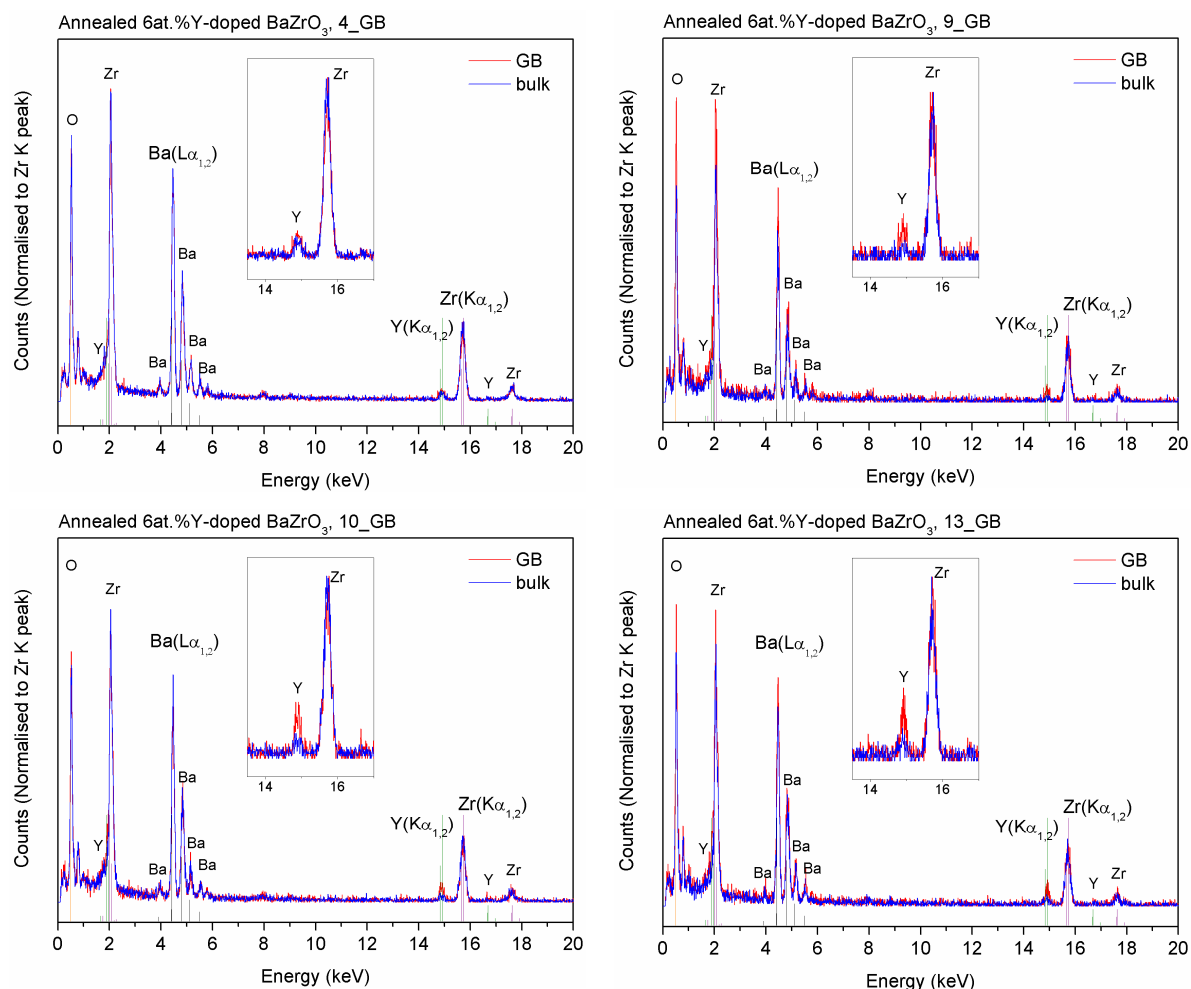 Annealed 6at.%Y-doped BaZrO₃, 4_GB
Counts (Normalised to Zr K peak)
GB
bulk
O
Zr
Ba(Lα₁,₂)
Ba
Y
Ba
Ba
Ba
Zr
Y
14 16
Zr(Kα₁,₂)
Y(Kα₁,₂)
Y
Zr
0 2 4 6 8 10 12 14 16 18 20
Energy (keV)
Annealed 6at.%Y-doped BaZrO₃, 9_GB
Counts (Normalised to Zr K peak)
GB
bulk
O
Zr
Ba(Lα₁,₂)
Ba
Y
Ba
Ba
Ba
Zr
Y
14 16
Zr(Kα₁,₂)
Y(Kα₁,₂)
Y
Zr
0 2 4 6 8 10 12 14 16 18 20
Energy (keV)
Annealed 6at.%Y-doped BaZrO₃, 10_GB
Counts (Normalised to Zr K peak)
GB
bulk
O
Zr
Ba(Lα₁,₂)
Ba
Y
Ba
Ba
Ba
Zr
Y
14 16
Zr(Kα₁,₂)
Y(Kα₁,₂)
Y
Zr
0 2 4 6 8 10 12 14 16 18 20
Energy (keV)
Annealed 6at.%Y-doped BaZrO₃, 13_GB
Counts (Normalised to Zr K peak)
GB
bulk
O
Zr
Ba(Lα₁,₂)
Ba
Y
Ba
Ba
Ba
Zr
Y
14 16
Zr(Kα₁,₂)
Y(Kα₁,₂)
Y
Zr
0 2 4 6 8 10 12 14 16 18 20
Energy (keV)